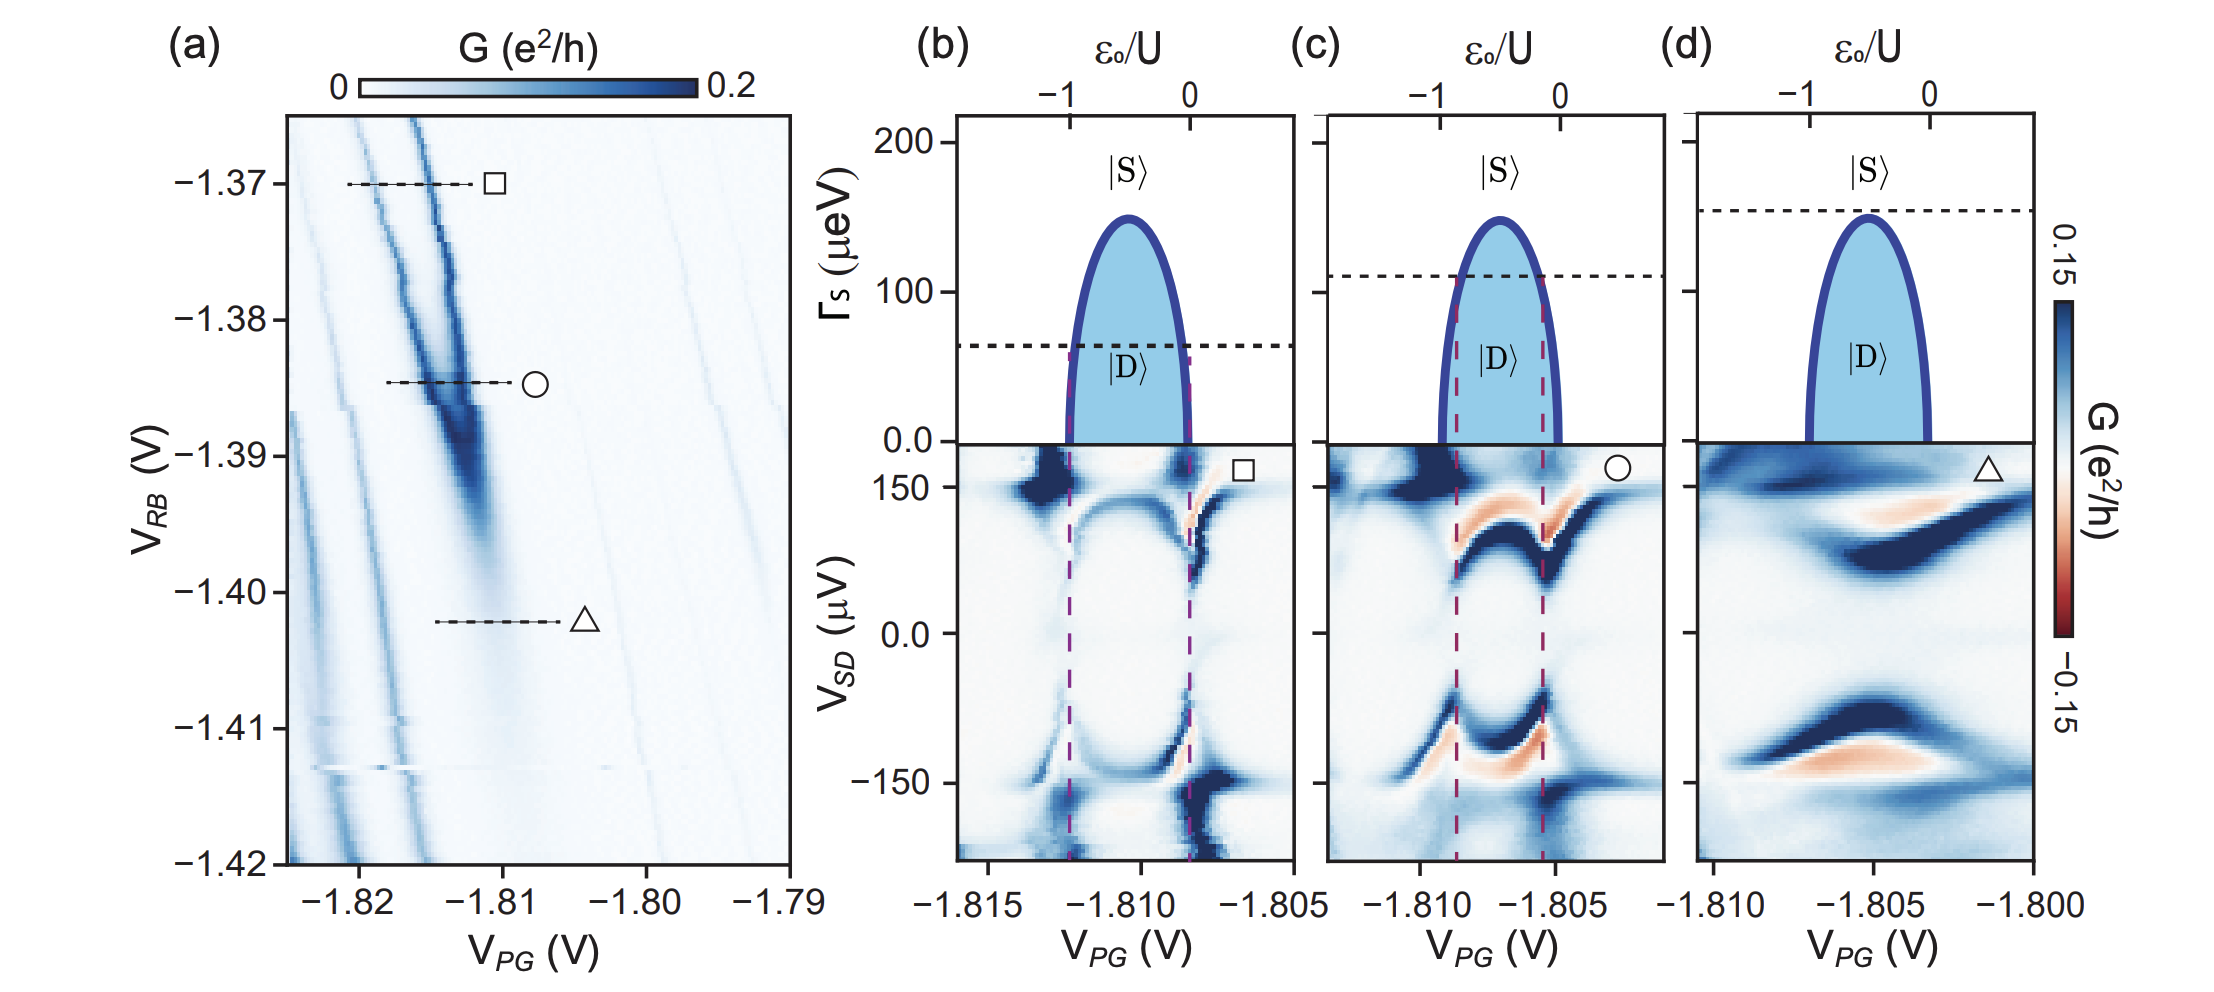 (a)
G (e²/h)
0
0.2
−1.37
−1.38
−1.39
−1.40
−1.41
−1.42
V_RB (V)
−1.82
−1.81
−1.80
−1.79
V_PG (V)
(b)
ε₀/U
−1
0
200
100
0.0
Γs (μeV)
|S⟩
|D⟩
150
0.0
−150
V_SD (μV)
−1.815
−1.810
−1.805
V_PG (V)
(c)
ε₀/U
−1
0
|S⟩
|D⟩
−1.810
−1.805
V_PG (V)
(d)
ε₀/U
−1
0
|S⟩
|D⟩
−1.810
−1.805
−1.800
V_PG (V)
0.15
−0.15
G (e²/h)